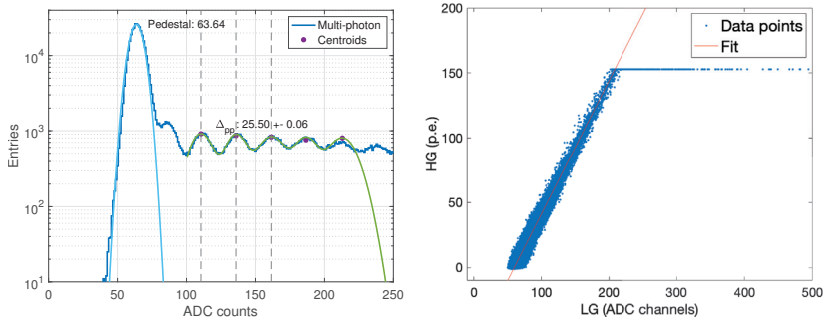 Pedestal: 63.64
Multi-photon
Centroids
Δpp: 25.50 +- 0.06
10^4
10^3
10^2
10^1
Entries
0 50 100 150 200 250
ADC counts
Data points
Fit
200
150
100
50
0
HG (p.e.)
0 100 200 300 400 500
LG (ADC channels)